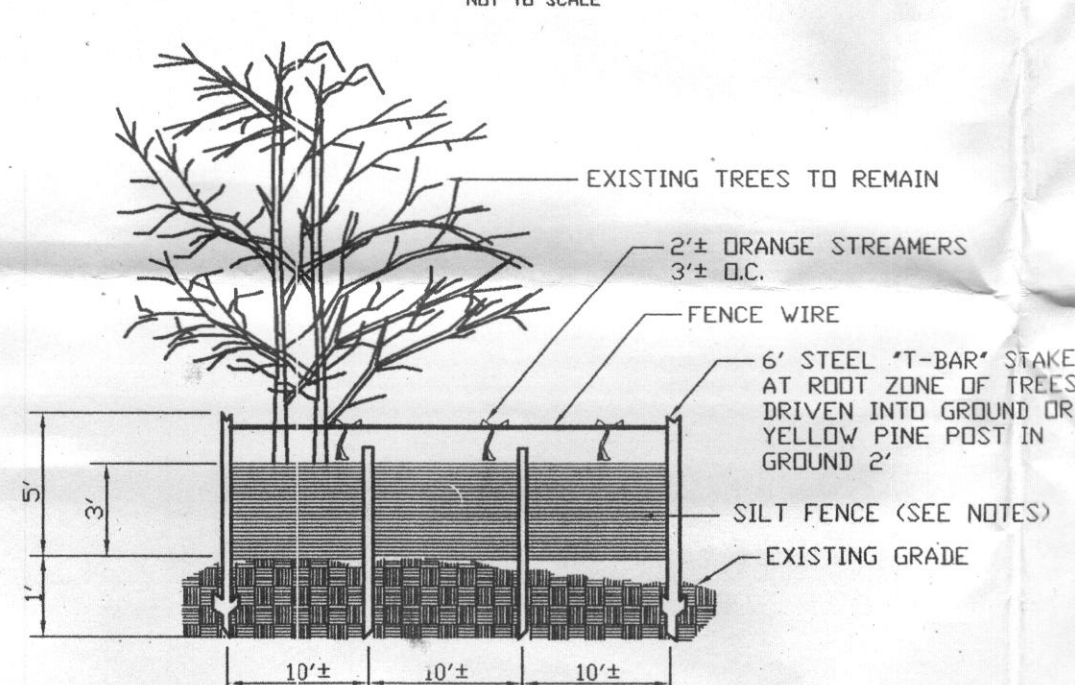 NOT TO SCALE
EXISTING TREES TO REMAIN
2'± ORANGE STREAMERS
3'± O.C.
FENCE WIRE
6' STEEL "T-BAR" STAKE
AT ROOT ZONE OF TREES
DRIVEN INTO GROUND OR
YELLOW PINE POST IN
GROUND 2'
SILT FENCE (SEE NOTES)
EXISTING GRADE
5'
3'
1'
10'±
10'±
10'±